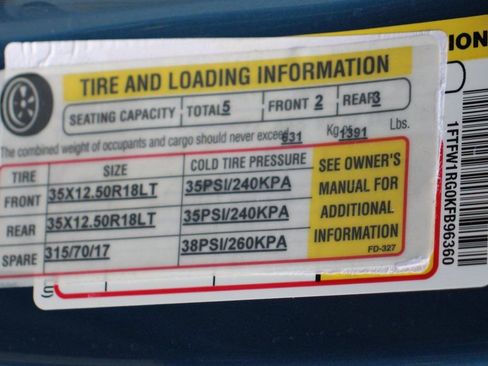 TIRE AND LOADING INFORMATION
ION
SEATING CAPACITY TOTAL 5 FRONT 2 REAR 3
The combined weight of occupants and cargo should never exceed 631 Kg or 1391 Lbs.
TIRE SIZE COLD TIRE PRESSURE
FRONT 35X12.50R18LT 35PSI/240KPA
REAR 35X12.50R18LT 35PSI/240KPA
SPARE 315/70/17 38PSI/260KPA
SEE OWNER'S
MANUAL FOR
ADDITIONAL
INFORMATION
FD-327
1FTFW1RG0KFB96360